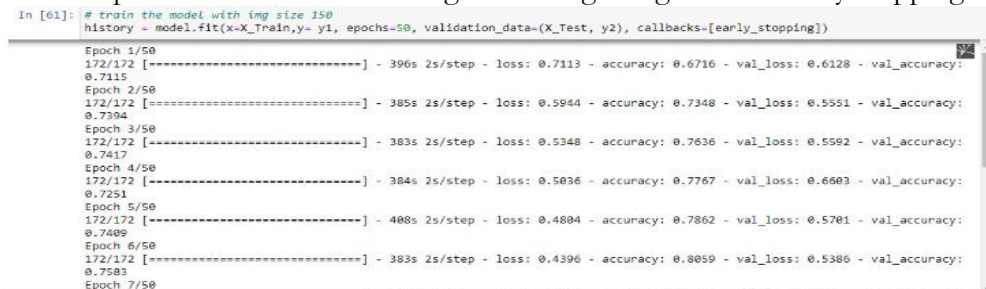 In [61]: # train the model with img size 150
history = model.fit(x=X_Train,y= y1, epochs=50, validation_data=(X_Test, y2), callbacks=[early_stopping])
Epoch 1/50
172/172 [==============================] - 396s 2s/step - loss: 0.7113 - accuracy: 0.6716 - val_loss: 0.6128 - val_accuracy:
0.7115
Epoch 2/50
172/172 [==============================] - 385s 2s/step - loss: 0.5944 - accuracy: 0.7348 - val_loss: 0.5551 - val_accuracy:
0.7394
Epoch 3/50
172/172 [==============================] - 383s 2s/step - loss: 0.5348 - accuracy: 0.7636 - val_loss: 0.5592 - val_accuracy:
0.7417
Epoch 4/50
172/172 [==============================] - 384s 2s/step - loss: 0.5036 - accuracy: 0.7767 - val_loss: 0.6603 - val_accuracy:
0.7251
Epoch 5/50
172/172 [==============================] - 408s 2s/step - loss: 0.4804 - accuracy: 0.7862 - val_loss: 0.5701 - val_accuracy:
0.7409
Epoch 6/50
172/172 [==============================] - 383s 2s/step - loss: 0.4396 - accuracy: 0.8059 - val_loss: 0.5386 - val_accuracy:
0.7583
Epoch 7/50